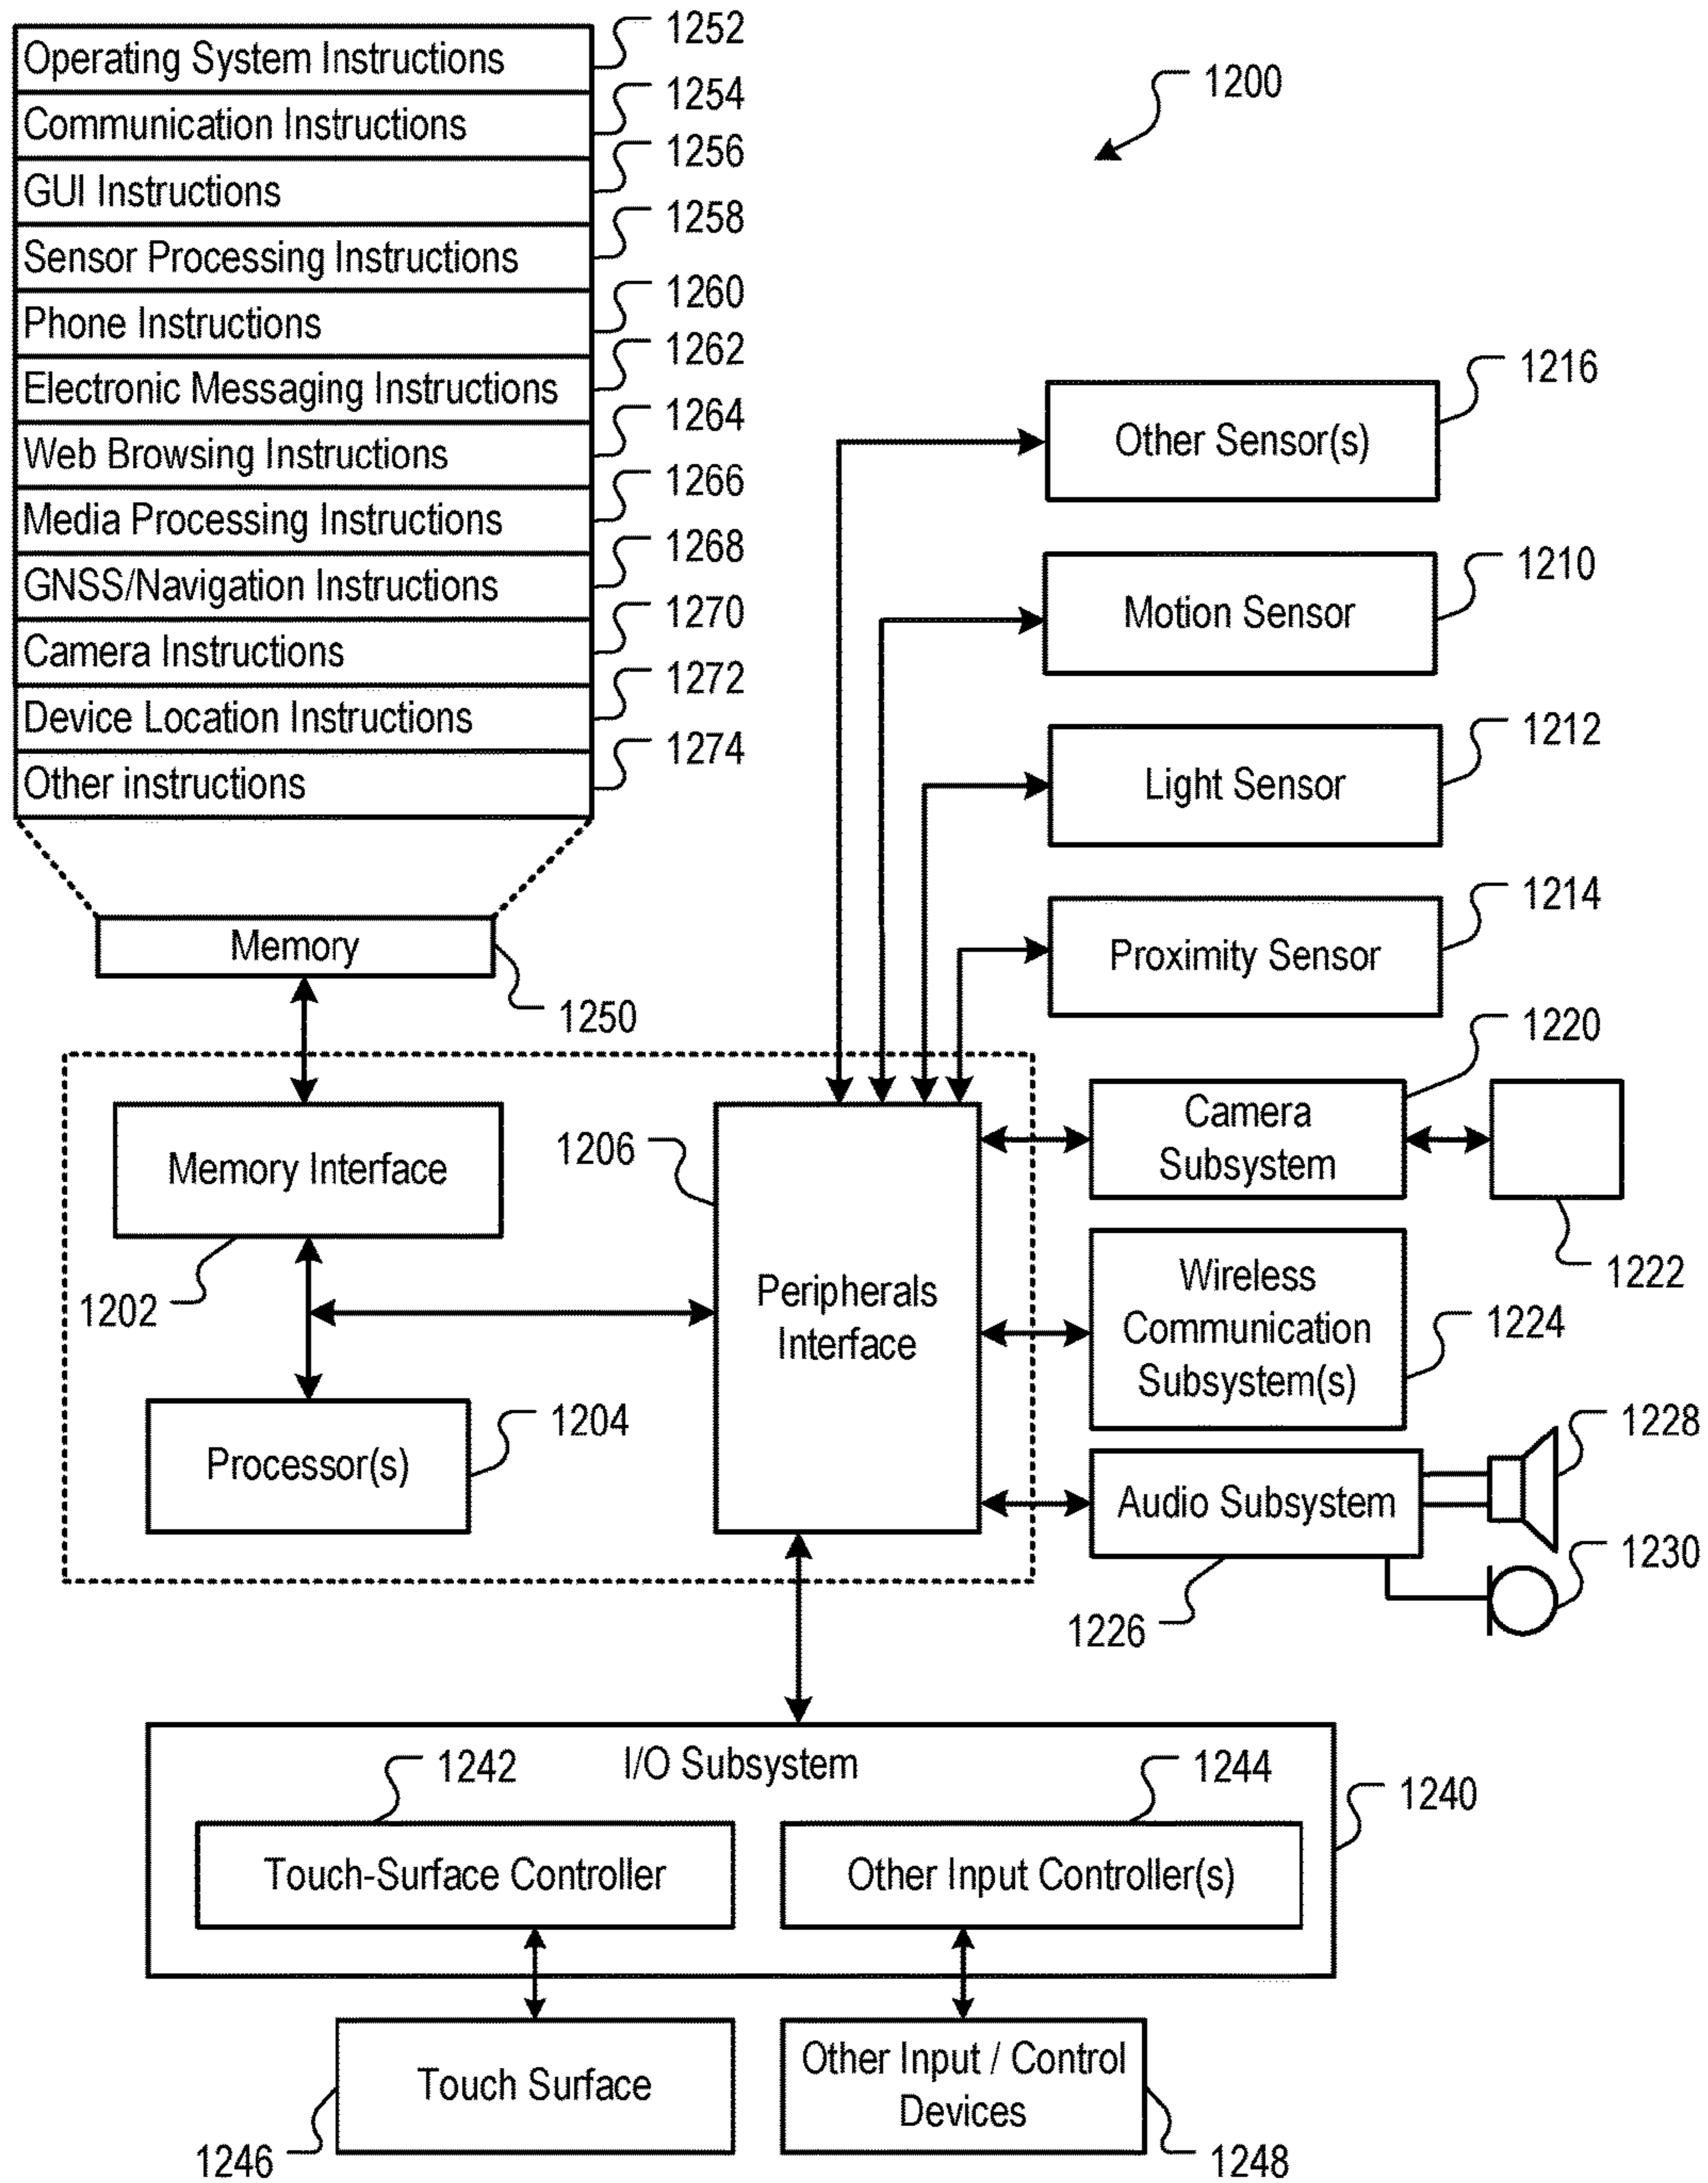 Operating System Instructions
1252
Communication Instructions
1254
GUI Instructions
1256
Sensor Processing Instructions
1258
Phone Instructions
1260
Electronic Messaging Instructions
1262
Web Browsing Instructions
1264
Media Processing Instructions
1266
GNSS/Navigation Instructions
1268
Camera Instructions
1270
Device Location Instructions
1272
Other instructions
1274
1200
Memory
1250
Other Sensor(s)
1216
Motion Sensor
1210
Light Sensor
1212
Proximity Sensor
1214
Memory Interface
1202
Processor(s)
1204
1206
Peripherals
Interface
Camera
Subsystem
1220
1222
Wireless
Communication
Subsystem(s)
1224
Audio Subsystem
1226
1228
1230
I/O Subsystem
1240
1242
Touch-Surface Controller
1244
Other Input Controller(s)
Touch Surface
1246
Other Input / Control
Devices
1248